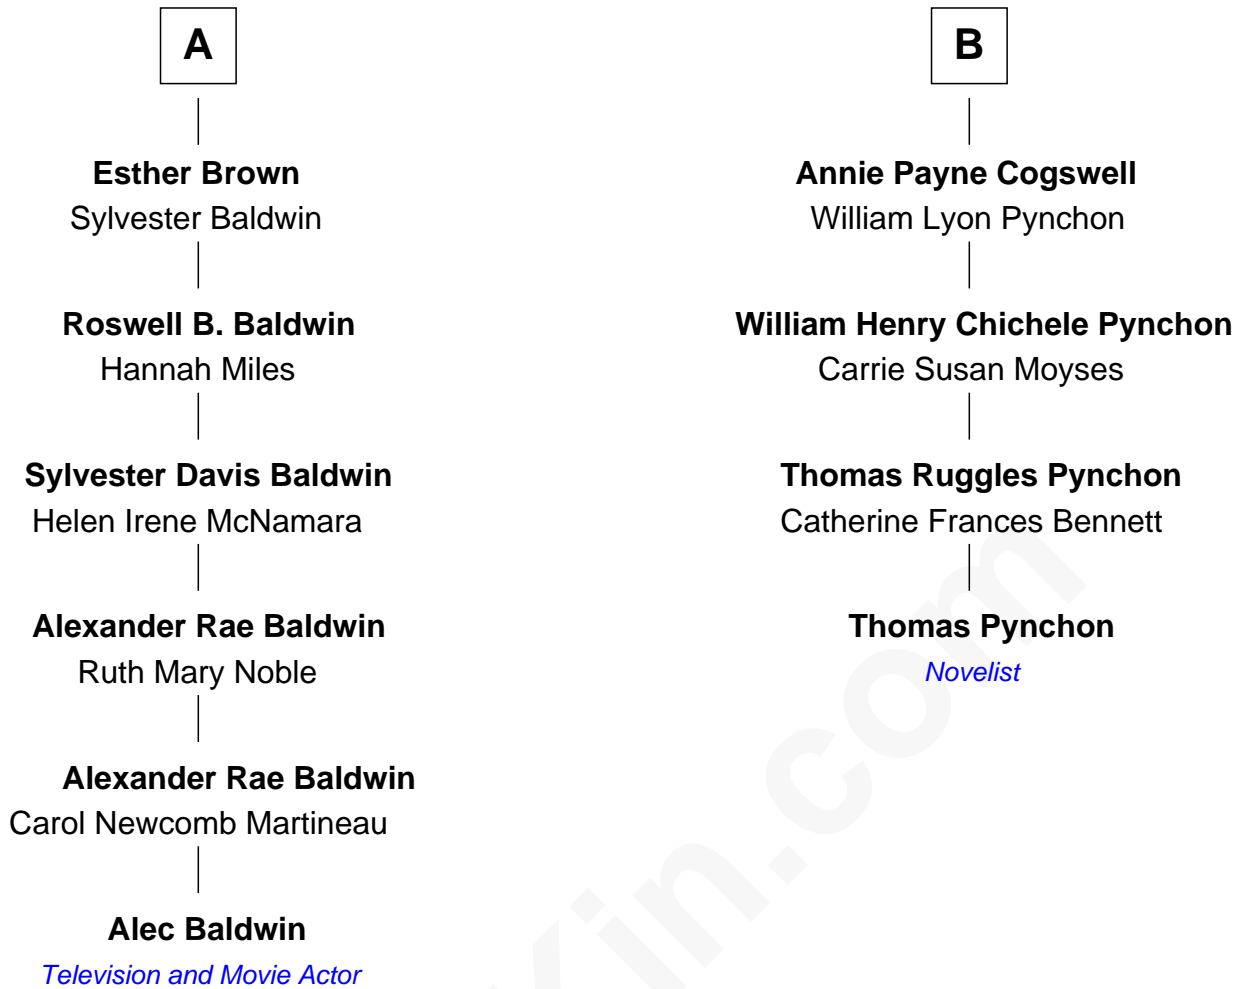 A
Esther Brown
Sylvester Baldwin
Roswell B. Baldwin
Hannah Miles
Sylvester Davis Baldwin
Helen Irene McNamara
Alexander Rae Baldwin
Ruth Mary Noble
Alexander Rae Baldwin
Carol Newcomb Martineau
Alec Baldwin
Television and Movie Actor
B
Annie Payne Cogswell
William Lyon Pynchon
William Henry Chichele Pynchon
Carrie Susan Moyses
Thomas Ruggles Pynchon
Catherine Frances Bennett
Thomas Pynchon
Novelist
Kin.com